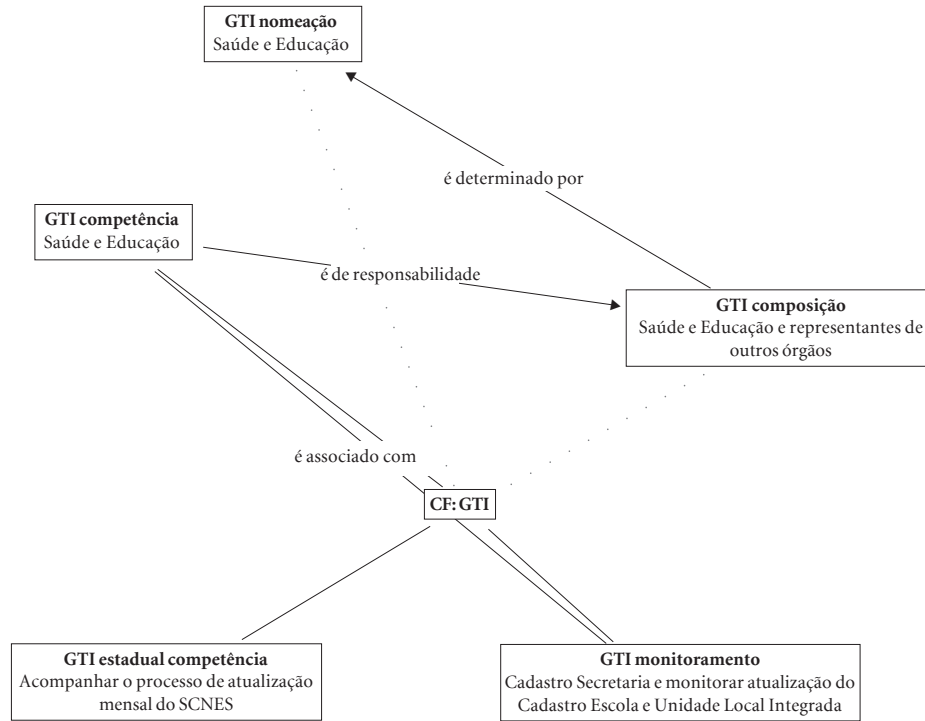 GTI nomeação
Saúde e Educação
é determinado por
GTI competência
Saúde e Educação
é de responsabilidade
GTI composição
Saúde e Educação e representantes de
outros órgãos
é associado com
CF: GTI
GTI estadual competência
Acompanhar o processo de atualização
mensal do SCNES
GTI monitoramento
Cadastro Secretaria e monitorar atualização do
Cadastro Escola e Unidade Local Integrada